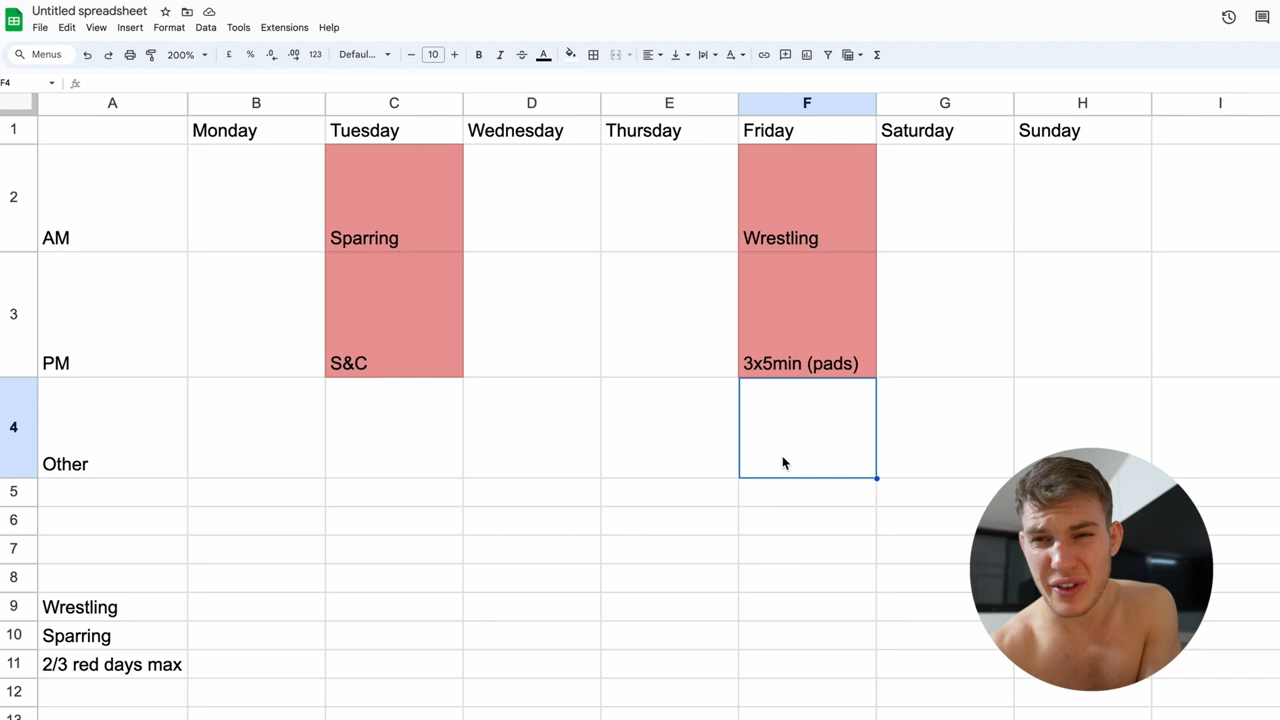 Untitled spreadsheet
File Edit View Insert Format Data Tools Extensions Help
Menus 200% £ % .0 .00 123 Defaul... 10 B I S A Σ
F4 fx
A B C D E F G H I
1 Monday Tuesday Wednesday Thursday Friday Saturday Sunday
2 AM Sparring Wrestling
3 PM S&C 3x5min (pads)
4 Other
5
6
7
8
9 Wrestling
10 Sparring
11 2/3 red days max
12
13